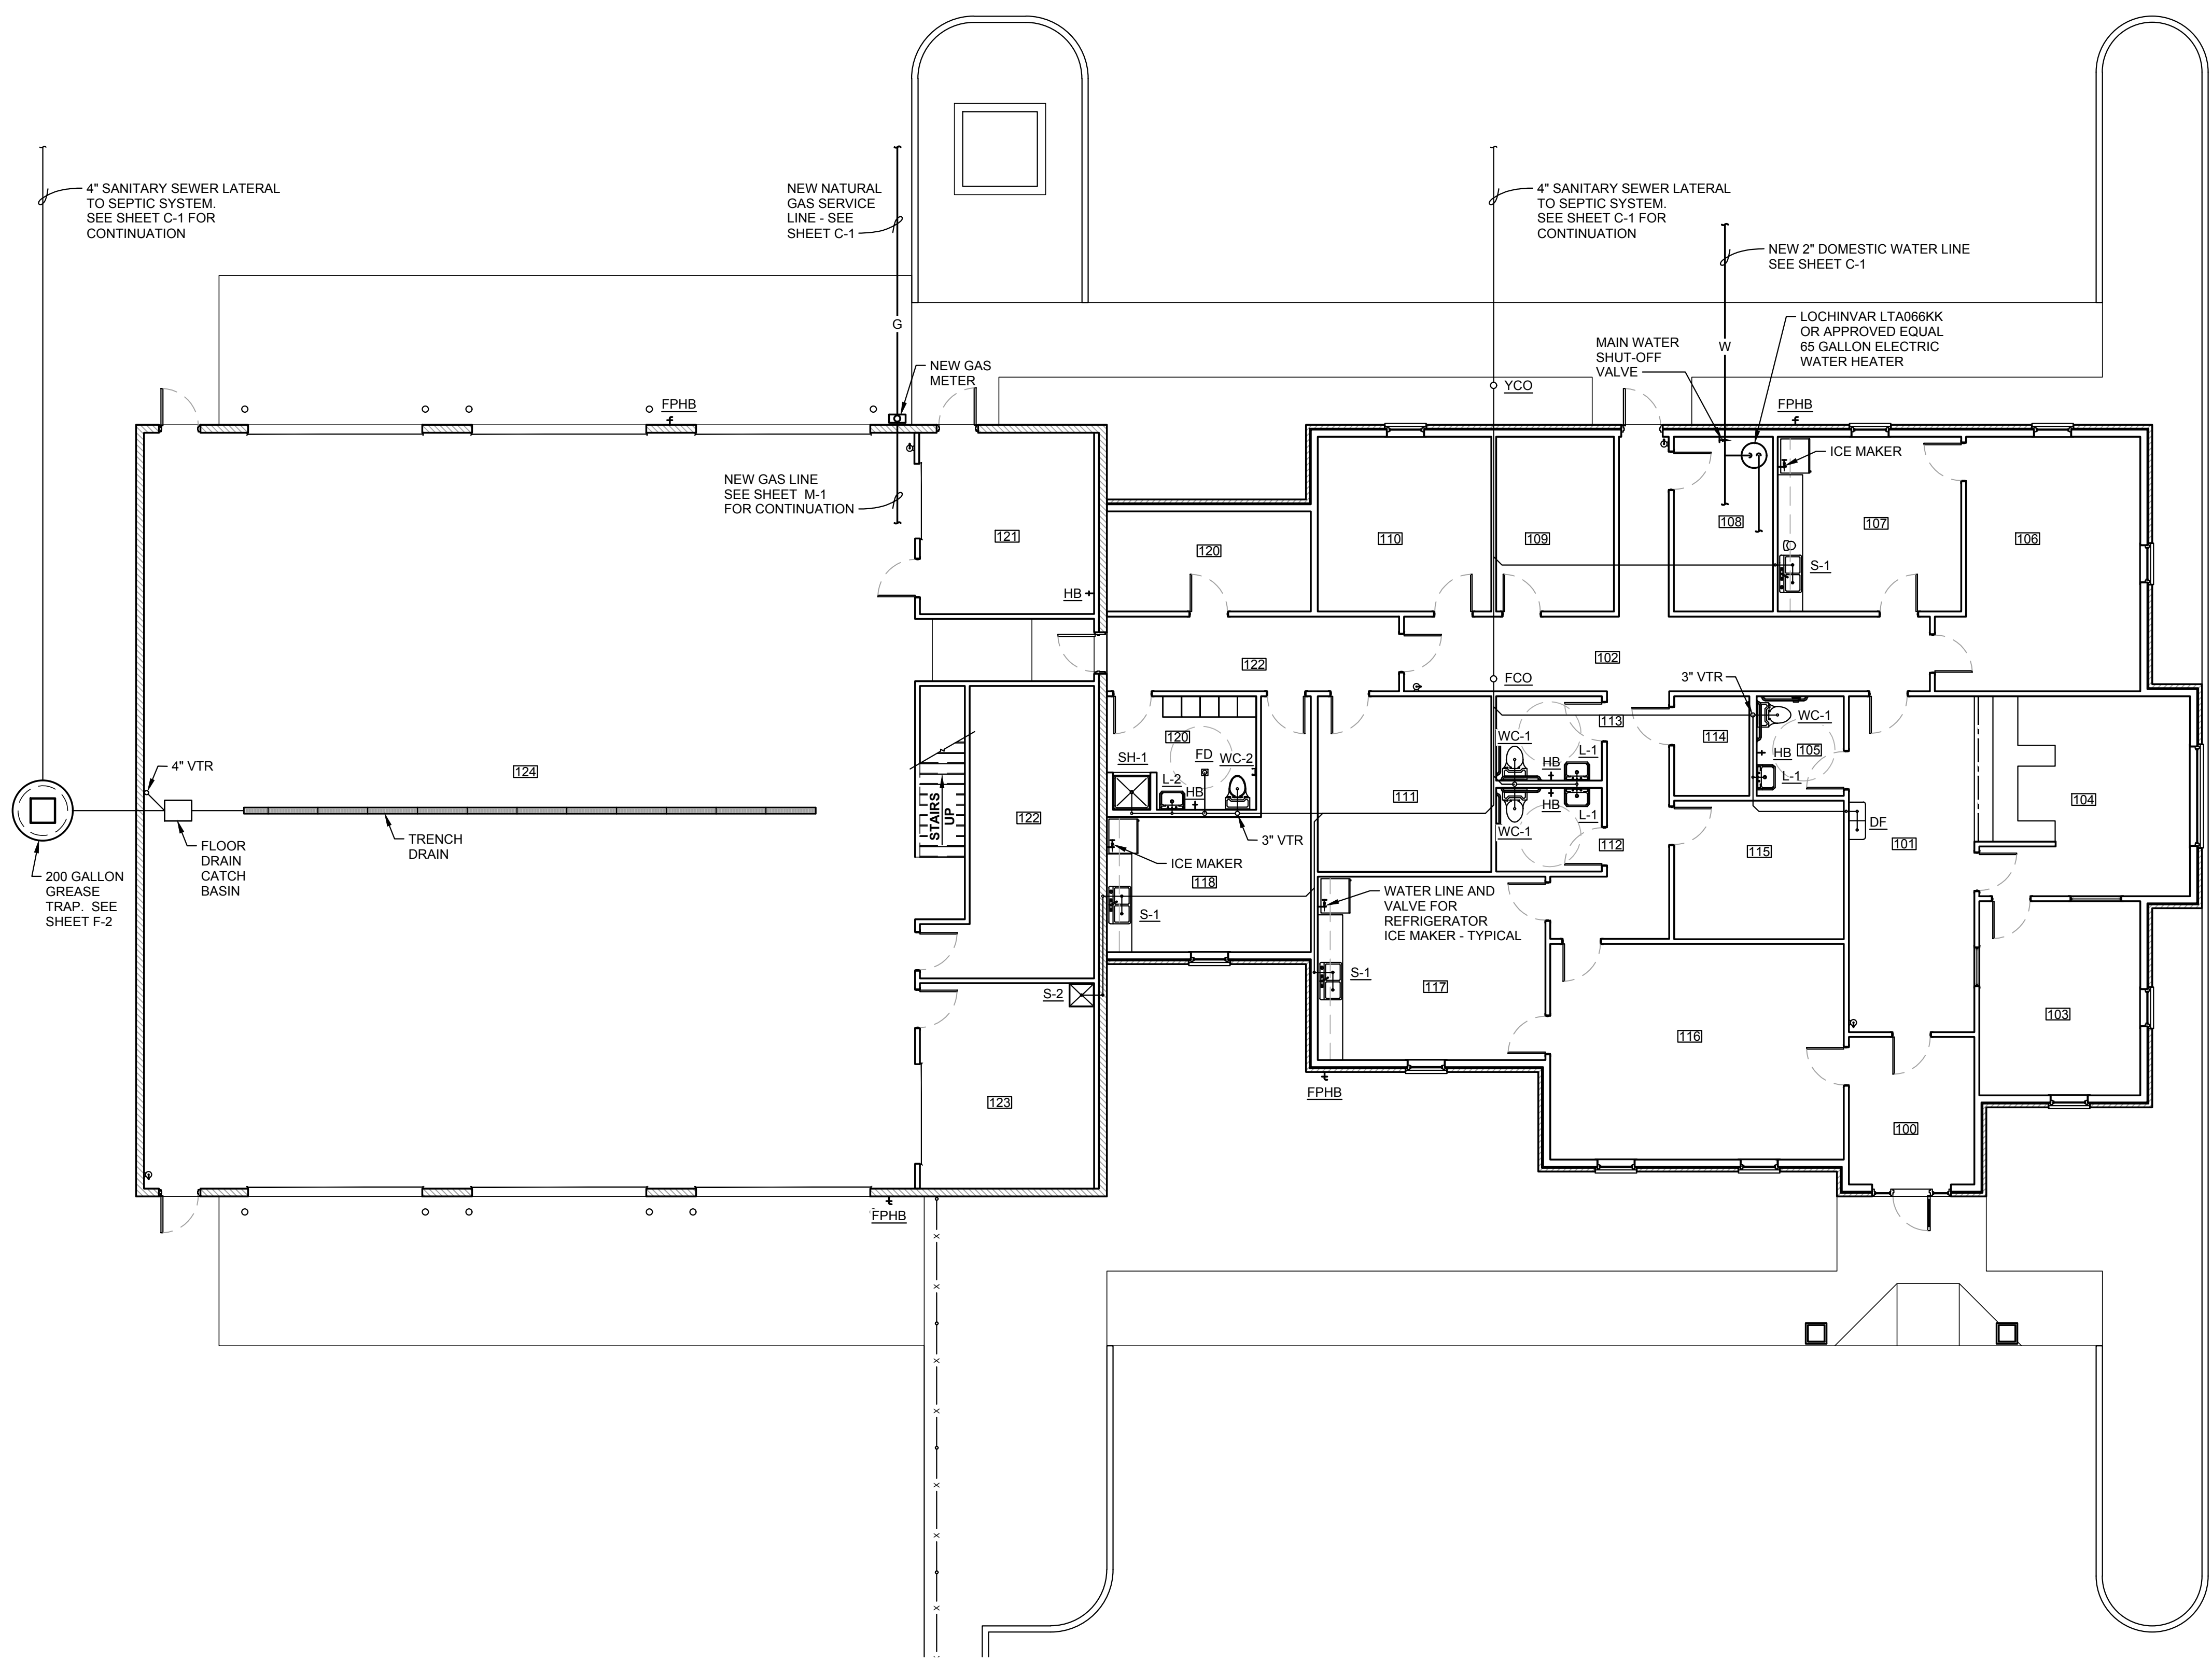 4" SANITARY SEWER LATERAL
TO SEPTIC SYSTEM.
SEE SHEET C-1 FOR
CONTINUATION
NEW NATURAL
GAS SERVICE
LINE - SEE
SHEET C-1
4" SANITARY SEWER LATERAL
TO SEPTIC SYSTEM.
SEE SHEET C-1 FOR
CONTINUATION
NEW 2" DOMESTIC WATER LINE
SEE SHEET C-1
G
W
LOCHINVAR LTA066KK
OR APPROVED EQUAL
65 GALLON ELECTRIC
WATER HEATER
MAIN WATER
SHUT-OFF
VALVE
NEW GAS
METER
YCO
FPHB
FPHB
ICE MAKER
NEW GAS LINE
SEE SHEET M-1
FOR CONTINUATION
121
120
110
109
108
107
106
S-1
HB
122
102
FCO
3" VTR
120
SH-1
FD
WC-2
L-2
HB
WC-1
113
L-1
HB
114
WC-1
HB
105
L-1
4" VTR
124
STAIRS
UP
122
111
HB
L-1
WC-1
112
104
DF
101
115
FLOOR
DRAIN
CATCH
BASIN
TRENCH
DRAIN
3" VTR
ICE MAKER
118
S-1
200 GALLON
GREASE
TRAP. SEE
SHEET F-2
WATER LINE AND
VALVE FOR
REFRIGERATOR
ICE MAKER - TYPICAL
S-1
117
S-2
103
116
123
FPHB
100
FPHB
x
x
x
x
x
x
x
x